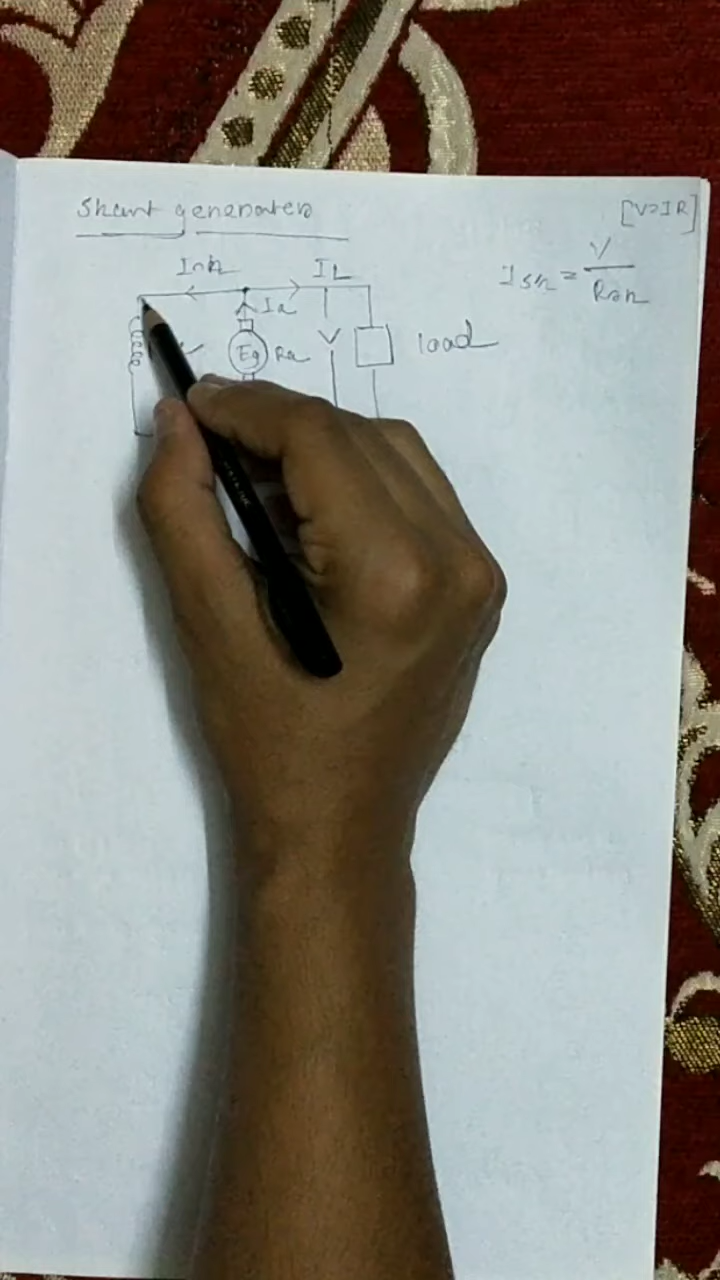 Shunt generator
[V=IR]
Ish = V / Rsh
Ish IL
Ia
Eg Ra V load